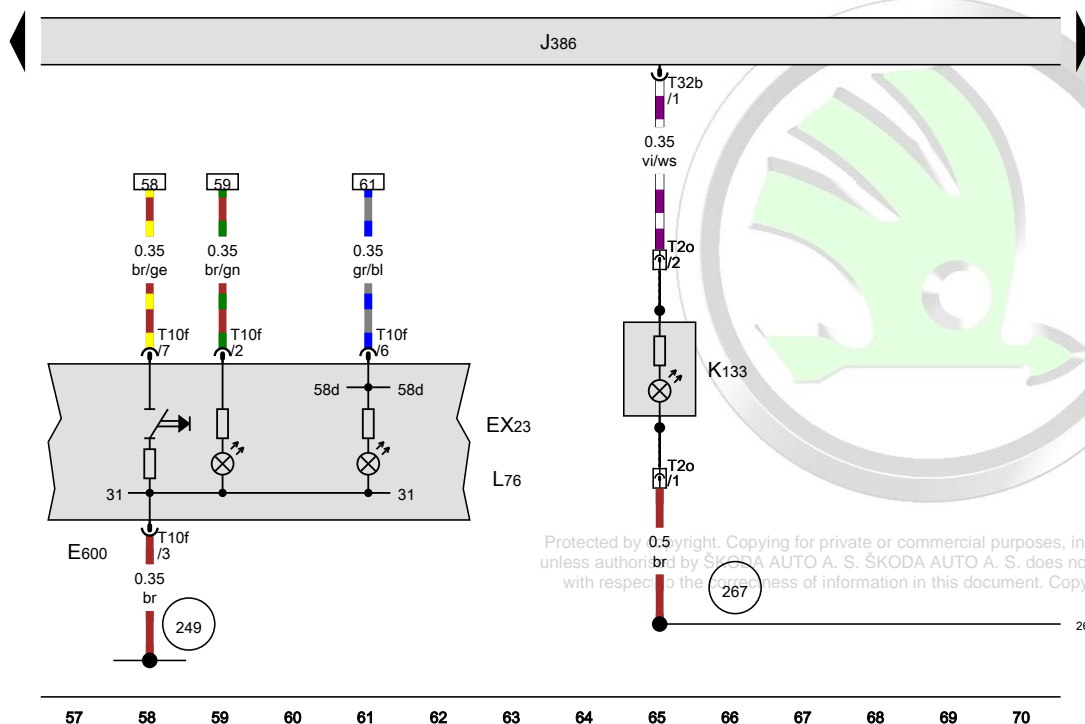 J386
T32b
/1
0.35
vi/ws
58
59
61
0.35
br/ge
0.35
br/gn
0.35
gr/bl
T2o
/2
T10f
/7
T10f
/2
T10f
/6
58d
58d
K133
EX23
L76
31
31
T2o
/1
E600
T10f
/3
0.35
br
249
0.5
br
267
Protected by copyright. Copying for private or commercial purposes, in
unless authorised by ŠKODA AUTO A. S. ŠKODA AUTO A. S. does no
with respect to the correctness of information in this document. Copy
26
57 58 59 60 61 62 63 64 65 66 67 68 69 70